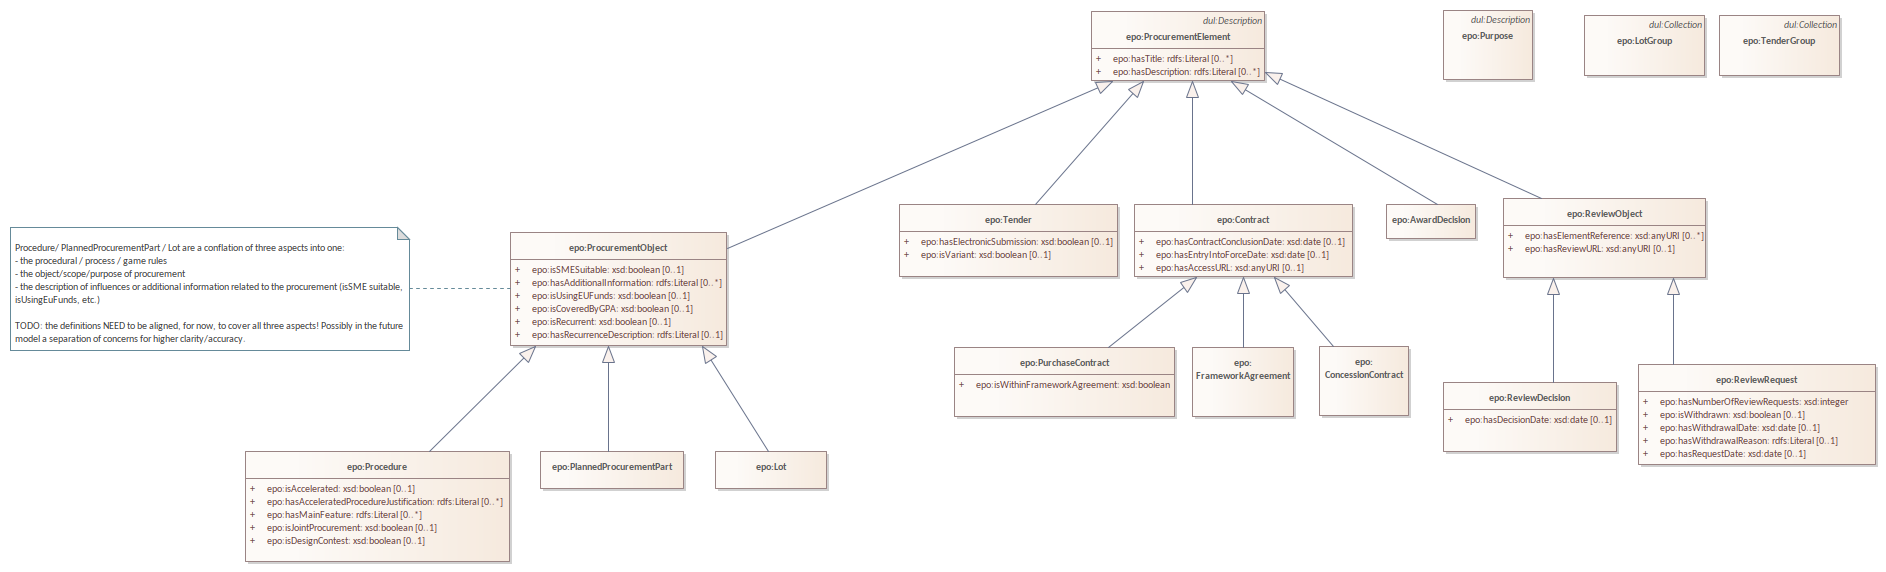 dul:Description
epo:ProcurementElement
+ epo:hasTitle: rdfs:Literal [0..*]
+ epo:hasDescription: rdfs:Literal [0..*]
dul:Description
epo:Purpose
dul:Collection
epo:LotGroup
dul:Collection
epo:TenderGroup
Procedure/ PlannedProcurementPart / Lot are a conflation of three aspects into one:
- the procedural / process / game rules
- the object/scope/purpose of procurement
- the description of influences or additional information related to the procurement (isSME suitable,
isUsingEuFunds, etc.)
TODO: the definitions NEED to be aligned, for now, to cover all three aspects! Possibly in the future
model a separation of concerns for higher clarity/accuracy.
epo:ProcurementObject
+ epo:isSMESuitable: xsd:boolean [0..1]
+ epo:hasAdditionalInformation: rdfs:Literal [0..*]
+ epo:isUsingEUFunds: xsd:boolean [0..1]
+ epo:isCoveredByGPA: xsd:boolean [0..1]
+ epo:isRecurrent: xsd:boolean [0..1]
+ epo:hasRecurrenceDescription: rdfs:Literal [0..1]
epo:Tender
+ epo:hasElectronicSubmission: xsd:boolean [0..1]
+ epo:isVariant: xsd:boolean [0..1]
epo:Contract
+ epo:hasContractConclusionDate: xsd:date [0..1]
+ epo:hasEntryIntoForceDate: xsd:date [0..1]
+ epo:hasAccessURL: xsd:anyURI [0..1]
epo:AwardDecision
epo:ReviewObject
+ epo:hasElementReference: xsd:anyURI [0..*]
+ epo:hasReviewURL: xsd:anyURI [0..1]
epo:PurchaseContract
+ epo:isWithinFrameworkAgreement: xsd:boolean
epo:
FrameworkAgreement
epo:
ConcessionContract
epo:ReviewDecision
+ epo:hasDecisionDate: xsd:date [0..1]
epo:ReviewRequest
+ epo:hasNumberOfReviewRequests: xsd:integer
+ epo:isWithdrawn: xsd:boolean [0..1]
+ epo:hasWithdrawalDate: xsd:date [0..1]
+ epo:hasWithdrawalReason: rdfs:Literal [0..1]
+ epo:hasRequestDate: xsd:date [0..1]
epo:Procedure
+ epo:isAccelerated: xsd:boolean [0..1]
+ epo:hasAcceleratedProcedureJustification: rdfs:Literal [0..*]
+ epo:hasMainFeature: rdfs:Literal [0..*]
+ epo:isJointProcurement: xsd:boolean [0..1]
+ epo:isDesignContest: xsd:boolean [0..1]
epo:PlannedProcurementPart
epo:Lot